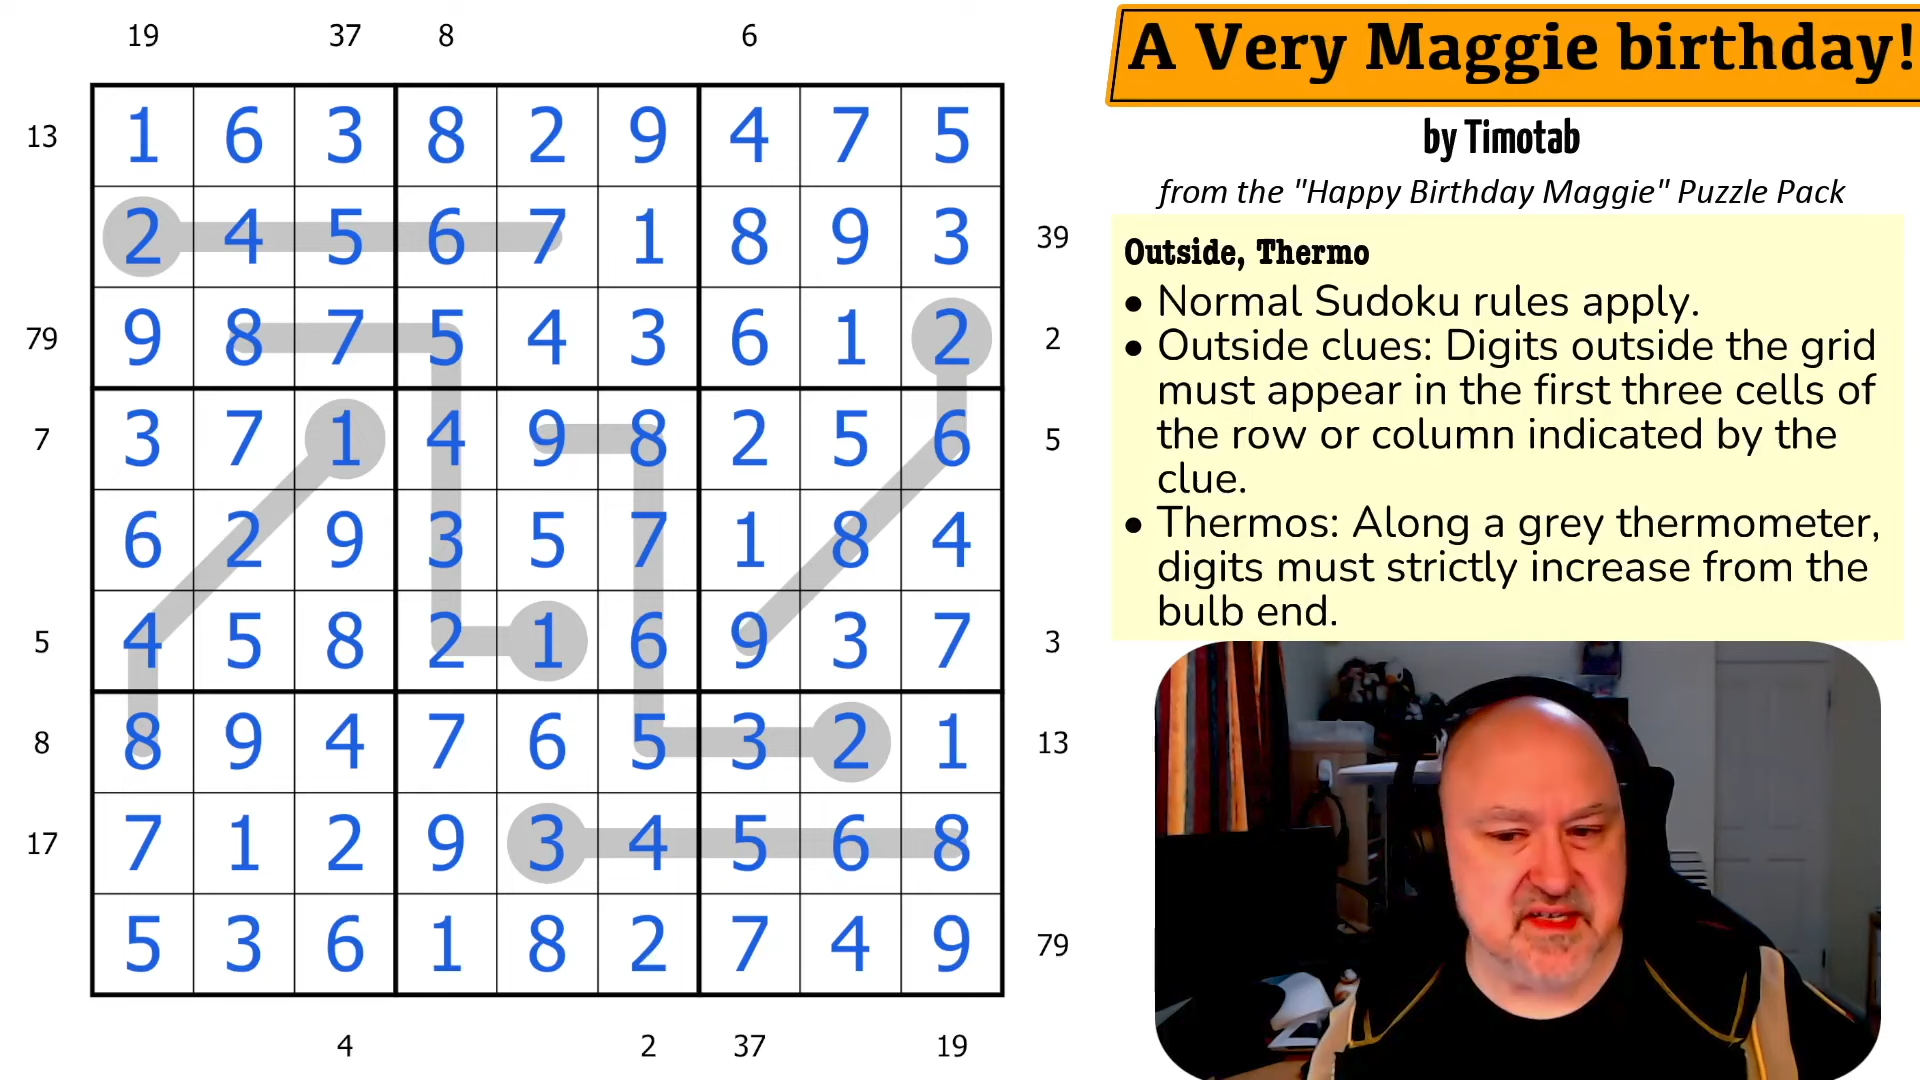 19 37 8 6
A Very Maggie birthday!
13 1 6 3 8 2 9 4 7 5
by Timotab
from the "Happy Birthday Maggie" Puzzle Pack
2 4 5 6 7 1 8 9 3 39
Outside, Thermo
• Normal Sudoku rules apply.
79 9 8 7 5 4 3 6 1 2 2
• Outside clues: Digits outside the grid
must appear in the first three cells of
the row or column indicated by the
clue.
7 3 7 1 4 9 8 2 5 6 5
• Thermos: Along a grey thermometer,
digits must strictly increase from the
bulb end.
6 2 9 3 5 7 1 8 4
5 4 5 8 2 1 6 9 3 7 3
8 8 9 4 7 6 5 3 2 1 13
17 7 1 2 9 3 4 5 6 8
5 3 6 1 8 2 7 4 9 79
4 2 37 19